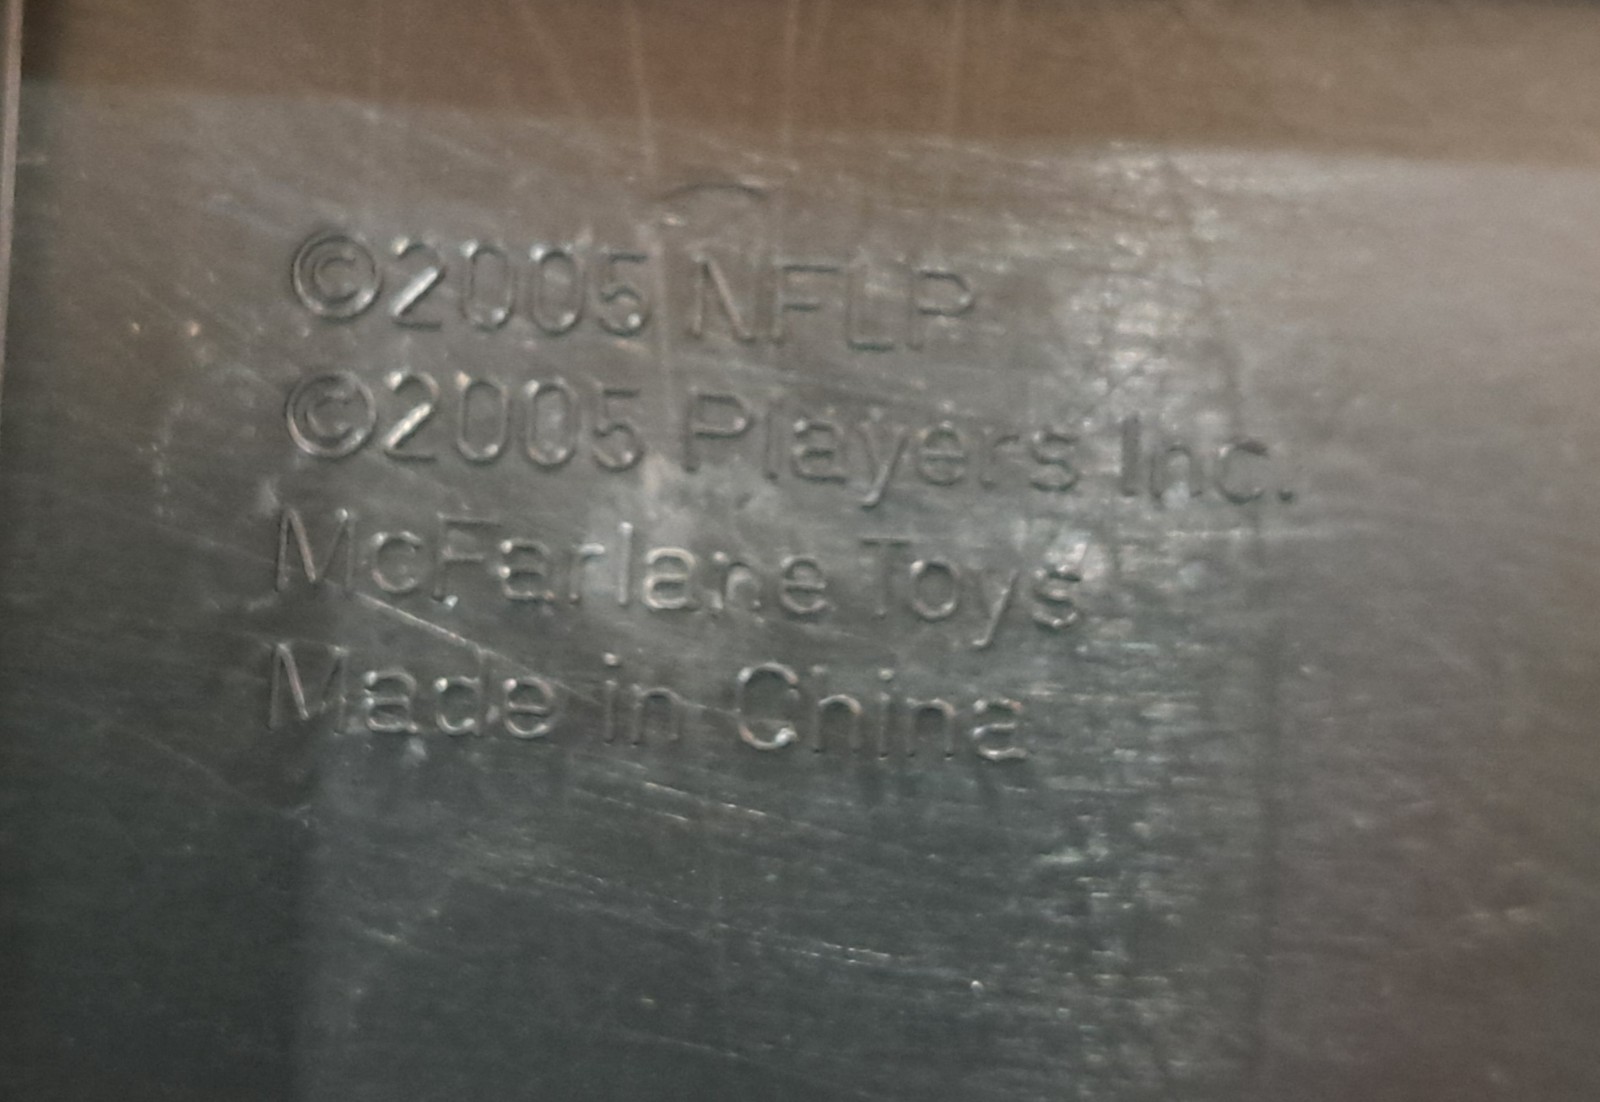 ©2005 NFLP
©2005 Players Inc.
McFarlane Toys
Made in China